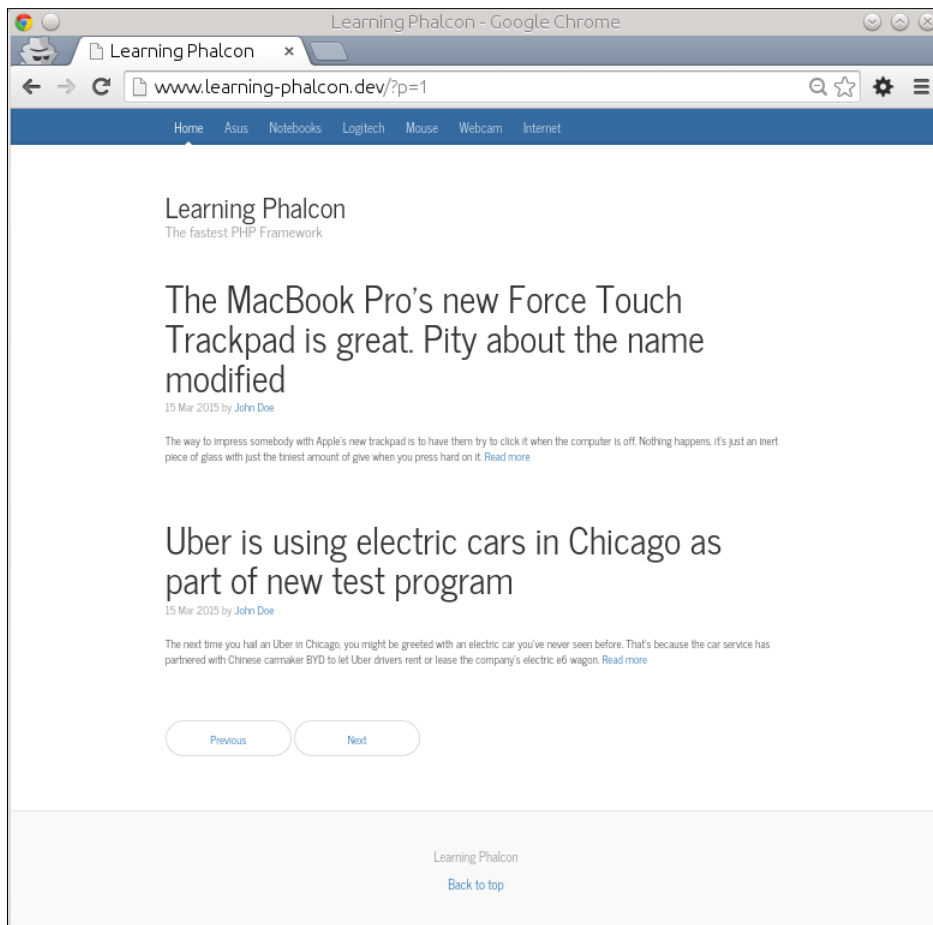 Learning Phalcon - Google Chrome
Learning Phalcon ×
www.learning-phalcon.dev/?p=1
Home Asus Notebooks Logitech Mouse Webcam Internet
Learning Phalcon
The fastest PHP Framework
The MacBook Pro's new Force Touch
Trackpad is great. Pity about the name
modified
15 Mar 2015 by John Doe
The way to impress somebody with Apple's new trackpad is to have them try to click it when the computer is off. Nothing happens, it's just an inert
piece of glass with just the tiniest amount of give when you press hard on it. Read more
Uber is using electric cars in Chicago as
part of new test program
15 Mar 2015 by John Doe
The next time you hail an Uber in Chicago, you might be greeted with an electric car you've never seen before. That's because the car service has
partnered with Chinese carmaker BYD to let Uber drivers rent or lease the company's electric e6 wagon. Read more
Previous Next
Learning Phalcon
Back to top